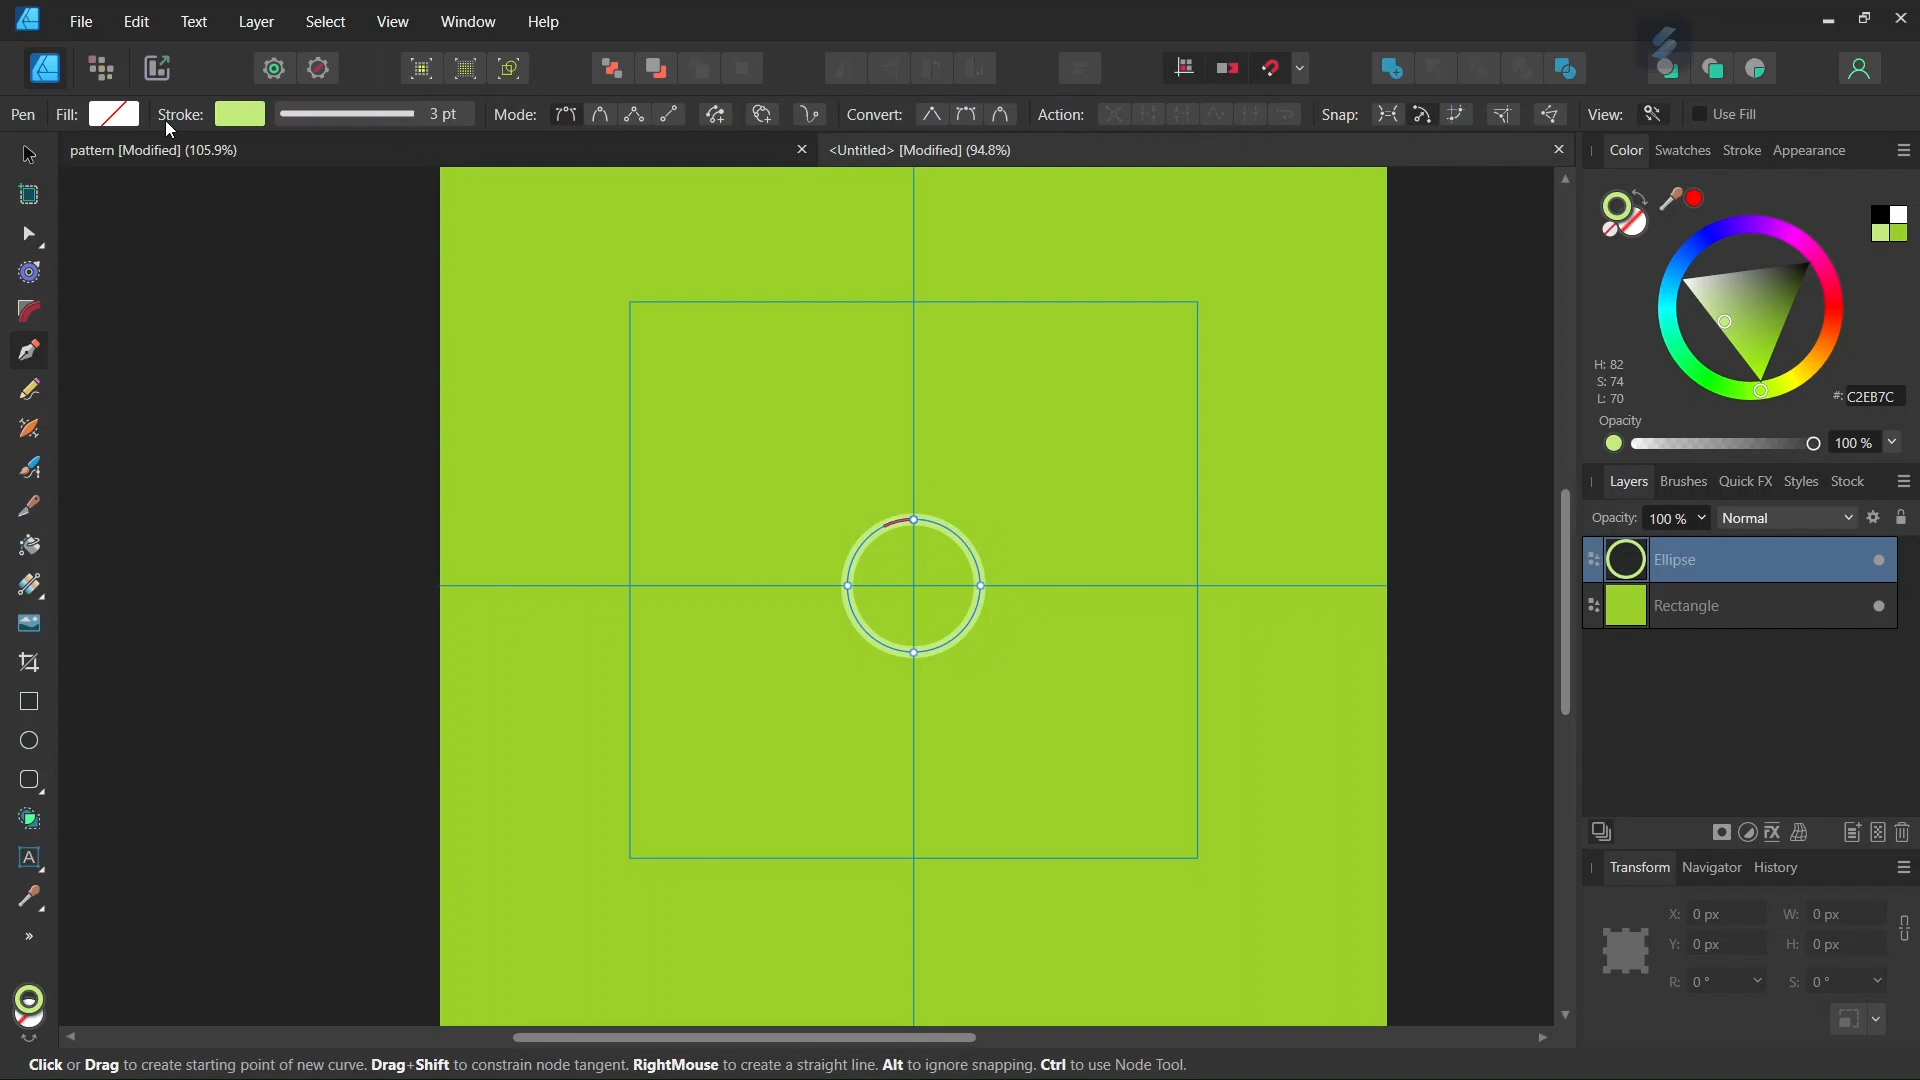 File Edit Text Layer Select View Window Help
Pen Fill: Stroke: 3 pt Mode: Convert: Action: Snap: View: Use Fill
pattern [Modified] (105.9%)
<Untitled> [Modified] (94.8%)
Color Swatches Stroke Appearance
H: 82
S: 74
L: 70
#: C2EB7C
Opacity
100 %
Layers Brushes Quick FX Styles Stock
Opacity: 100 % Normal
Ellipse
Rectangle
Transform Navigator History
X: 0 px W: 0 px
Y: 0 px H: 0 px
R: 0 ° S: 0 °
Click or Drag to create starting point of new curve. Drag+Shift to constrain node tangent. RightMouse to create a straight line. Alt to ignore snapping. Ctrl to use Node Tool.